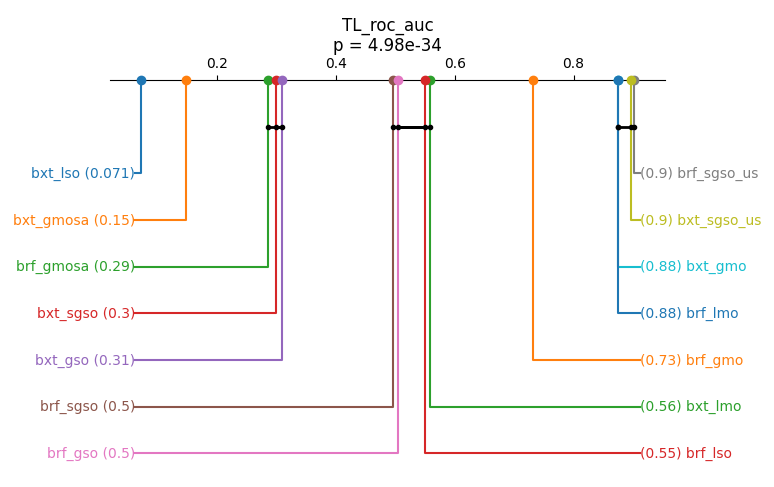 TL_roc_auc
p = 4.98e-34
0.2 0.4 0.6 0.8
bxt_lso (0.071) (0.9) brf_sgso_us
bxt_gmosa (0.15) (0.9) bxt_sgso_us
brf_gmosa (0.29) (0.88) bxt_gmo
bxt_sgso (0.3) (0.88) brf_lmo
bxt_gso (0.31) (0.73) brf_gmo
brf_sgso (0.5) (0.56) bxt_lmo
brf_gso (0.5) (0.55) brf_lso